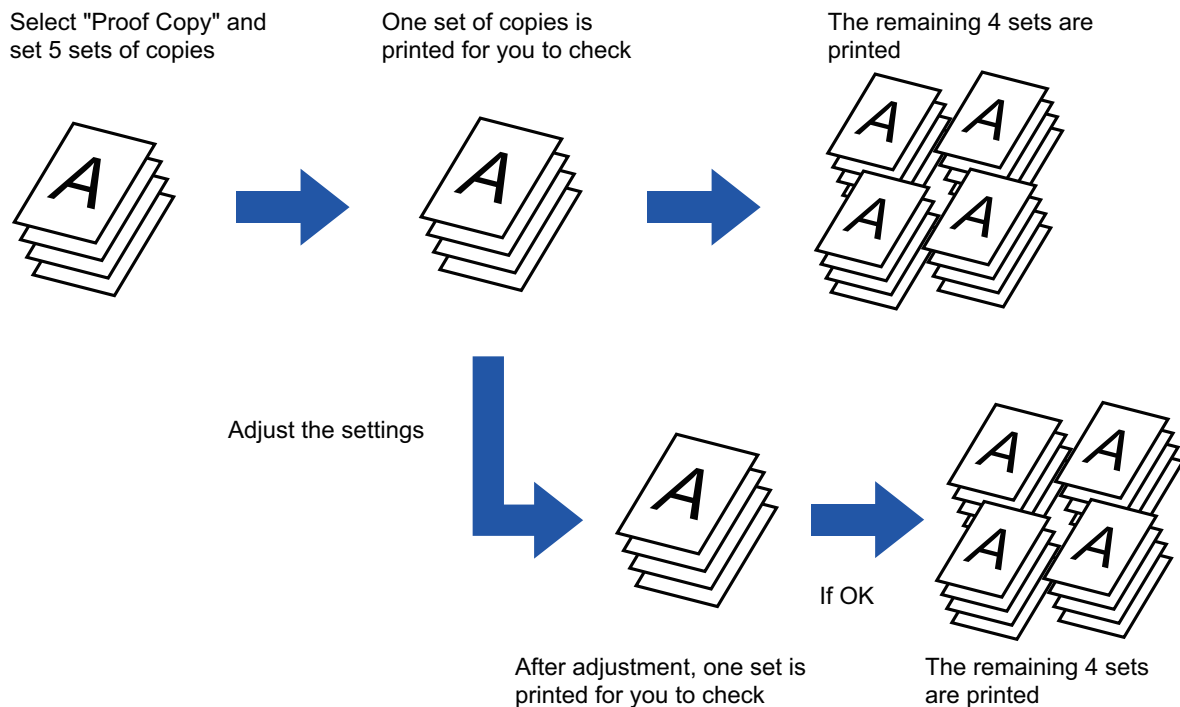 Select "Proof Copy" and
set 5 sets of copies
One set of copies is
printed for you to check
The remaining 4 sets are
printed
A
A
A
A
A
A
Adjust the settings
A
A
A
A
A
If OK
After adjustment, one set is
printed for you to check
The remaining 4 sets
are printed